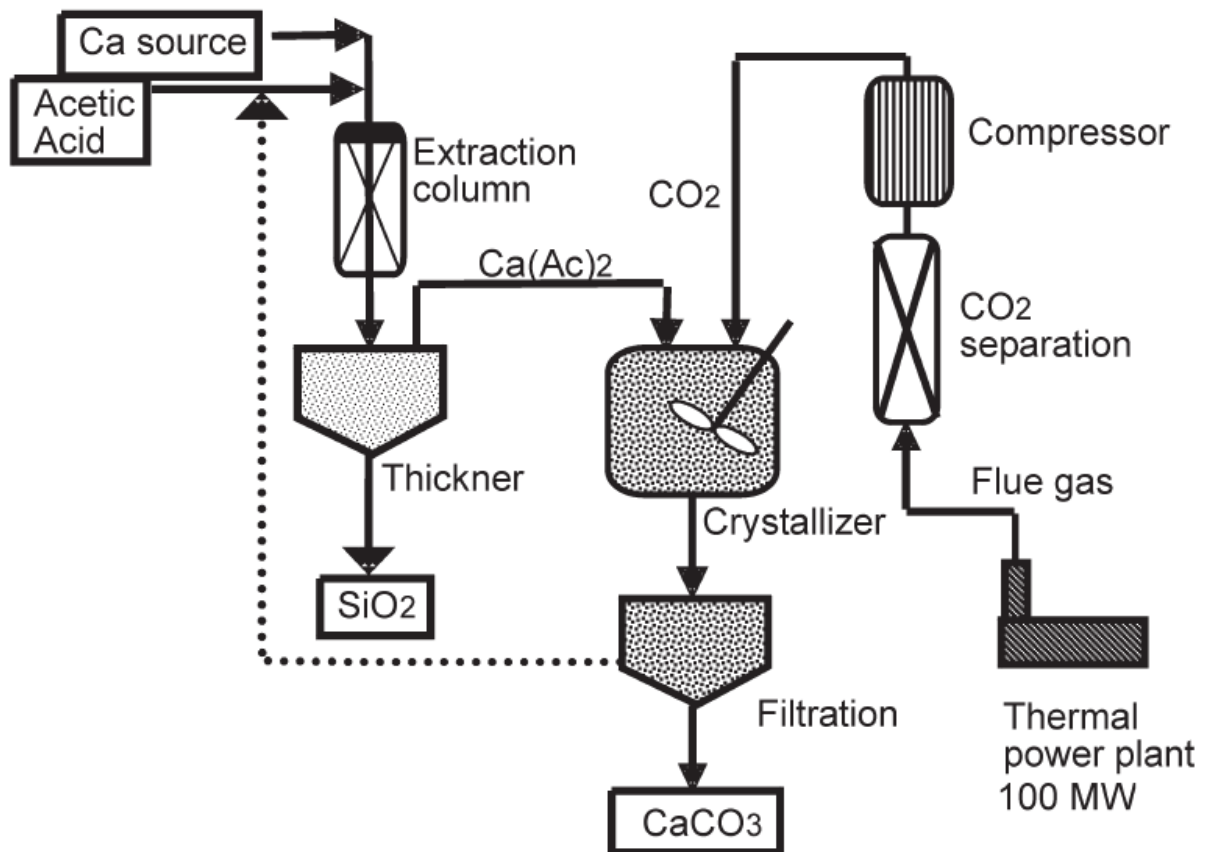 Ca source
Acetic
Acid
Extraction
column
Ca(Ac)2
CO2
Compressor
CO2
separation
Flue gas
Thickner
Crystallizer
SiO2
Filtration
Thermal
power plant
100 MW
CaCO3